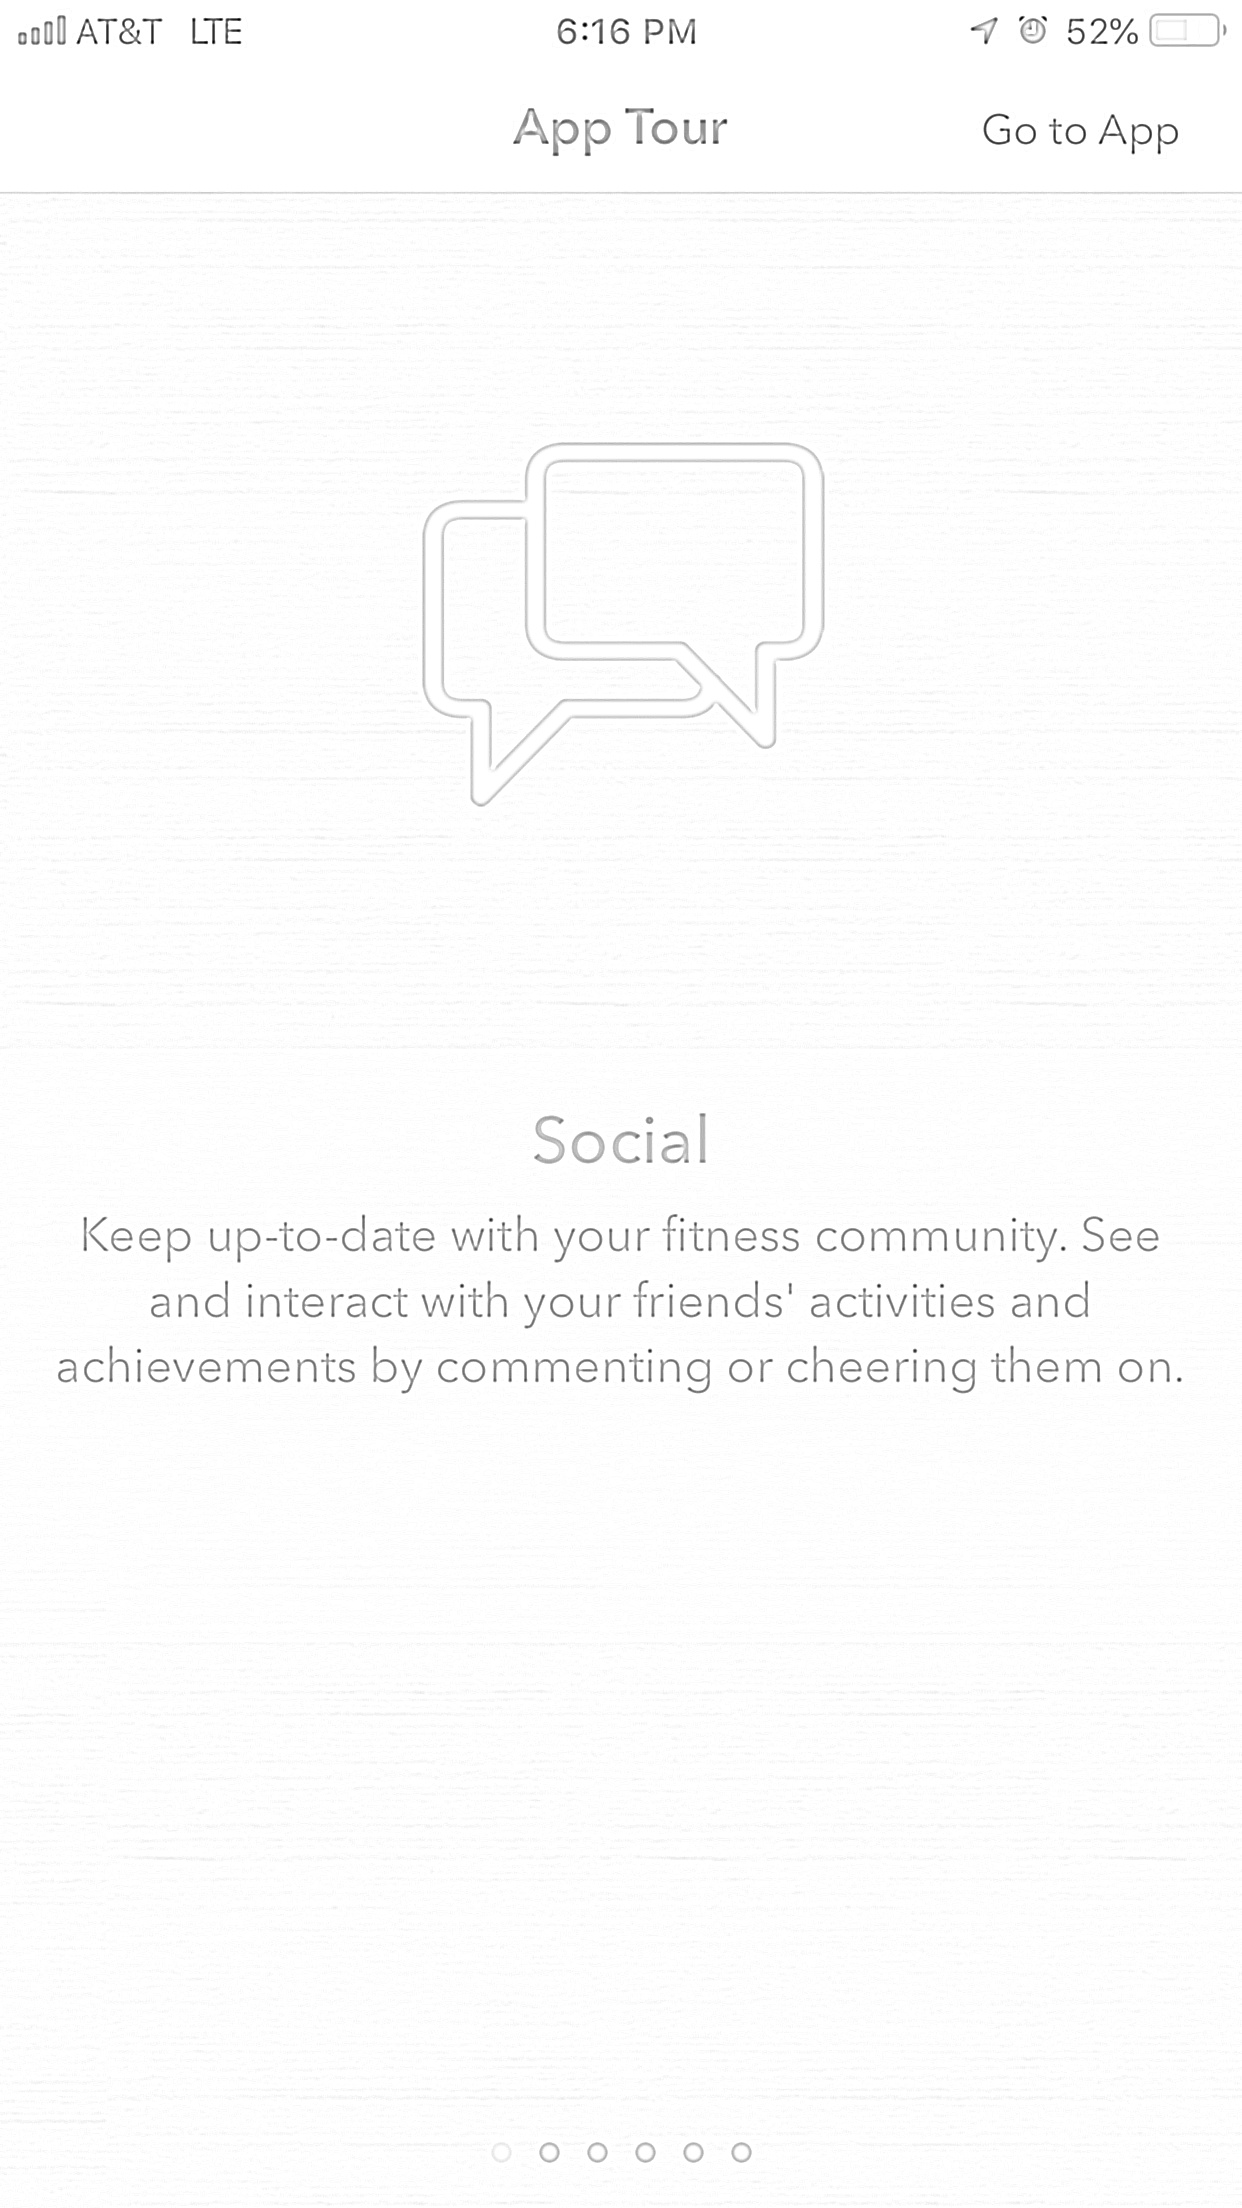 AT&T LTE 6:16 PM 52%
App Tour Go to App
Social
Keep up-to-date with your fitness community. See
and interact with your friends' activities and
achievements by commenting or cheering them on.